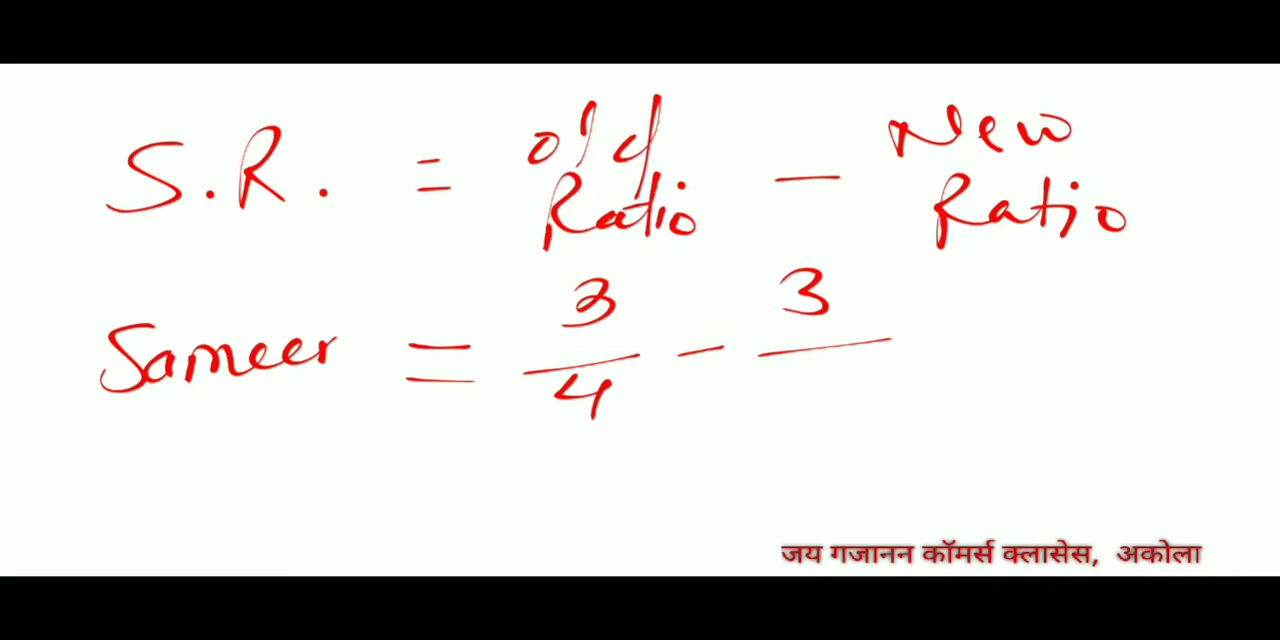 S.R. = old Ratio - New Ratio
Sameer = 3/4 - 3/
जय गजानन कॉमर्स क्लासेस, अकोला